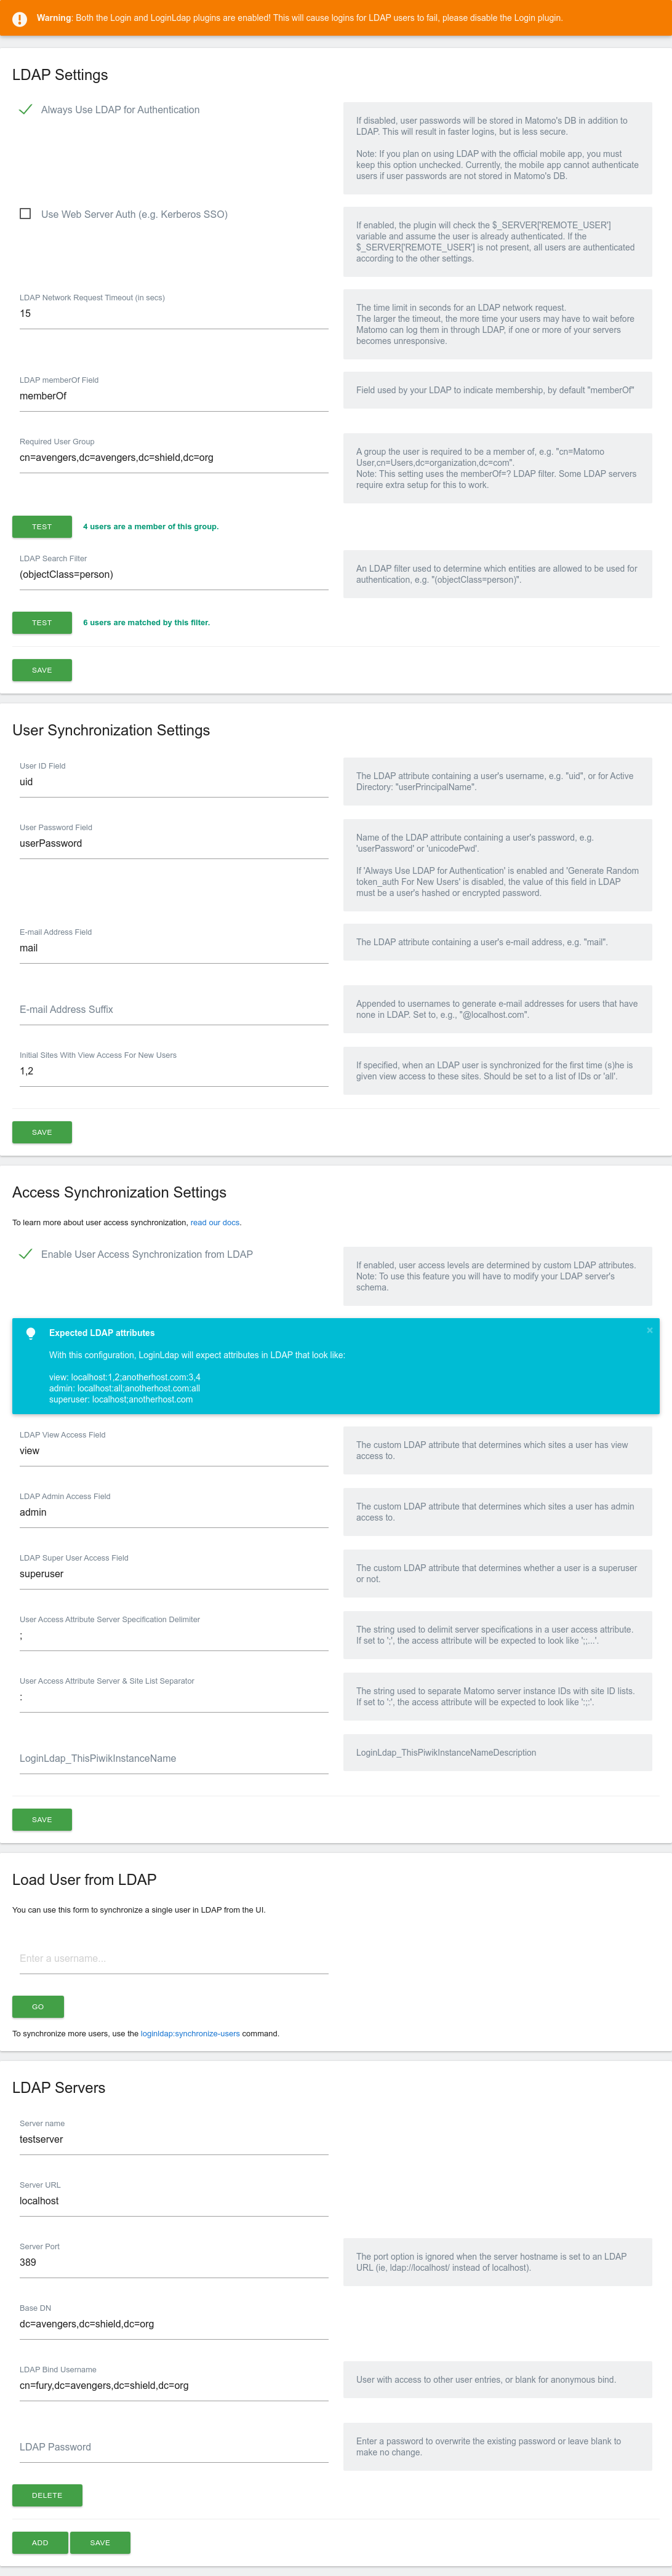 Warning: Both the Login and LoginLdap plugins are enabled! This will cause logins for LDAP users to fail, please disable the Login plugin.
LDAP Settings
Always Use LDAP for Authentication
If disabled, user passwords will be stored in Matomo's DB in addition to
LDAP. This will result in faster logins, but is less secure.
Note: If you plan on using LDAP with the official mobile app, you must
keep this option unchecked. Currently, the mobile app cannot authenticate
users if user passwords are not stored in Matomo's DB.
Use Web Server Auth (e.g. Kerberos SSO)
If enabled, the plugin will check the $_SERVER['REMOTE_USER']
variable and assume the user is already authenticated. If the
$_SERVER['REMOTE_USER'] is not present, all users are authenticated
according to the other settings.
LDAP Network Request Timeout (in secs)
15
The time limit in seconds for an LDAP network request.
The larger the timeout, the more time your users may have to wait before
Matomo can log them in through LDAP, if one or more of your servers
becomes unresponsive.
LDAP memberOf Field
memberOf
Field used by your LDAP to indicate membership, by default "memberOf"
Required User Group
cn=avengers,dc=avengers,dc=shield,dc=org
A group the user is required to be a member of, e.g. "cn=Matomo
User,cn=Users,dc=organization,dc=com".
Note: This setting uses the memberOf=? LDAP filter. Some LDAP servers
require extra setup for this to work.
TEST
4 users are a member of this group.
LDAP Search Filter
(objectClass=person)
An LDAP filter used to determine which entities are allowed to be used for
authentication, e.g. "(objectClass=person)".
TEST
6 users are matched by this filter.
SAVE
User Synchronization Settings
User ID Field
uid
The LDAP attribute containing a user's username, e.g. "uid", or for Active
Directory: "userPrincipalName".
User Password Field
userPassword
Name of the LDAP attribute containing a user's password, e.g.
'userPassword' or 'unicodePwd'.
If 'Always Use LDAP for Authentication' is enabled and 'Generate Random
token_auth For New Users' is disabled, the value of this field in LDAP
must be a user's hashed or encrypted password.
E-mail Address Field
mail
The LDAP attribute containing a user's e-mail address, e.g. "mail".
E-mail Address Suffix
Appended to usernames to generate e-mail addresses for users that have
none in LDAP. Set to, e.g., "@localhost.com".
Initial Sites With View Access For New Users
1,2
If specified, when an LDAP user is synchronized for the first time (s)he is
given view access to these sites. Should be set to a list of IDs or 'all'.
SAVE
Access Synchronization Settings
To learn more about user access synchronization, read our docs.
Enable User Access Synchronization from LDAP
If enabled, user access levels are determined by custom LDAP attributes.
Note: To use this feature you will have to modify your LDAP server's
schema.
Expected LDAP attributes
×
With this configuration, LoginLdap will expect attributes in LDAP that look like:
view: localhost:1,2;anotherhost.com:3,4
admin: localhost:all;anotherhost.com:all
superuser: localhost;anotherhost.com
LDAP View Access Field
view
The custom LDAP attribute that determines which sites a user has view
access to.
LDAP Admin Access Field
admin
The custom LDAP attribute that determines which sites a user has admin
access to.
LDAP Super User Access Field
superuser
The custom LDAP attribute that determines whether a user is a superuser
or not.
User Access Attribute Server Specification Delimiter
;
The string used to delimit server specifications in a user access attribute.
If set to ';', the access attribute will be expected to look like ';;...'.
User Access Attribute Server & Site List Separator
:
The string used to separate Matomo server instance IDs with site ID lists.
If set to ':', the access attribute will be expected to look like ':;:'.
LoginLdap_ThisPiwikInstanceName
LoginLdap_ThisPiwikInstanceNameDescription
SAVE
Load User from LDAP
You can use this form to synchronize a single user in LDAP from the UI.
Enter a username...
GO
To synchronize more users, use the loginldap:synchronize-users command.
LDAP Servers
Server name
testserver
Server URL
localhost
Server Port
389
The port option is ignored when the server hostname is set to an LDAP
URL (ie, ldap://localhost/ instead of localhost).
Base DN
dc=avengers,dc=shield,dc=org
LDAP Bind Username
cn=fury,dc=avengers,dc=shield,dc=org
User with access to other user entries, or blank for anonymous bind.
LDAP Password
Enter a password to overwrite the existing password or leave blank to
make no change.
DELETE
ADD
SAVE